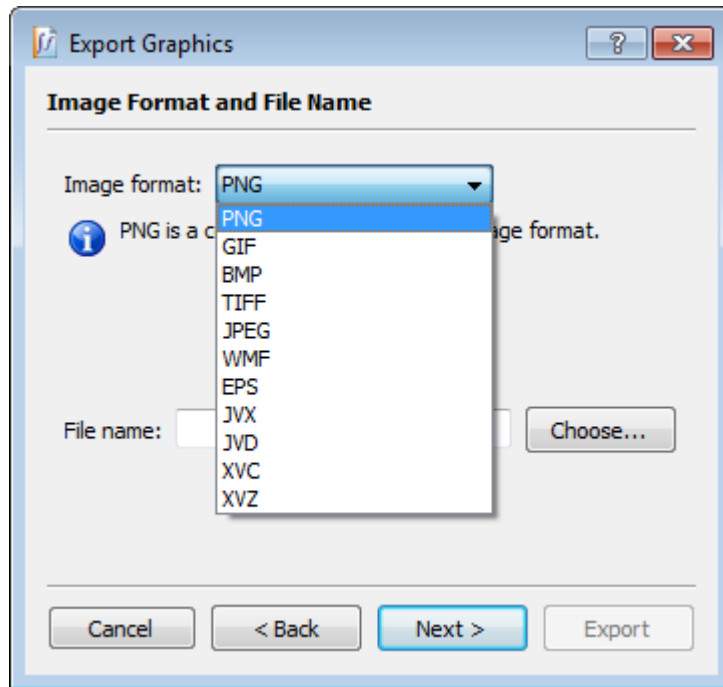 Export Graphics
Image Format and File Name
Image format: PNG
PNG
PNG is a c
age format.
GIF
BMP
TIFF
JPEG
WMF
EPS
JVX
JVD
XVC
XVZ
File name:
Choose...
Cancel < Back Next > Export